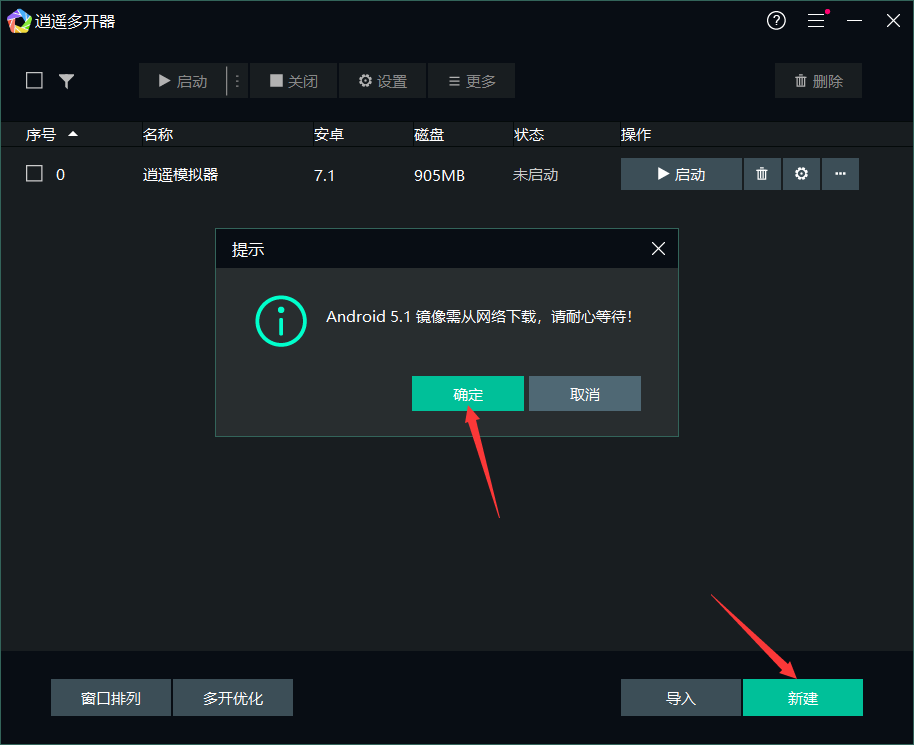 逍遥多开器
启动 关闭 设置 更多 删除
序号 名称 安卓 磁盘 状态 操作
0 逍遥模拟器 7.1 905MB 未启动 启动
提示
Android 5.1 镜像需从网络下载，请耐心等待！
确定 取消
窗口排列 多开优化 导入 新建